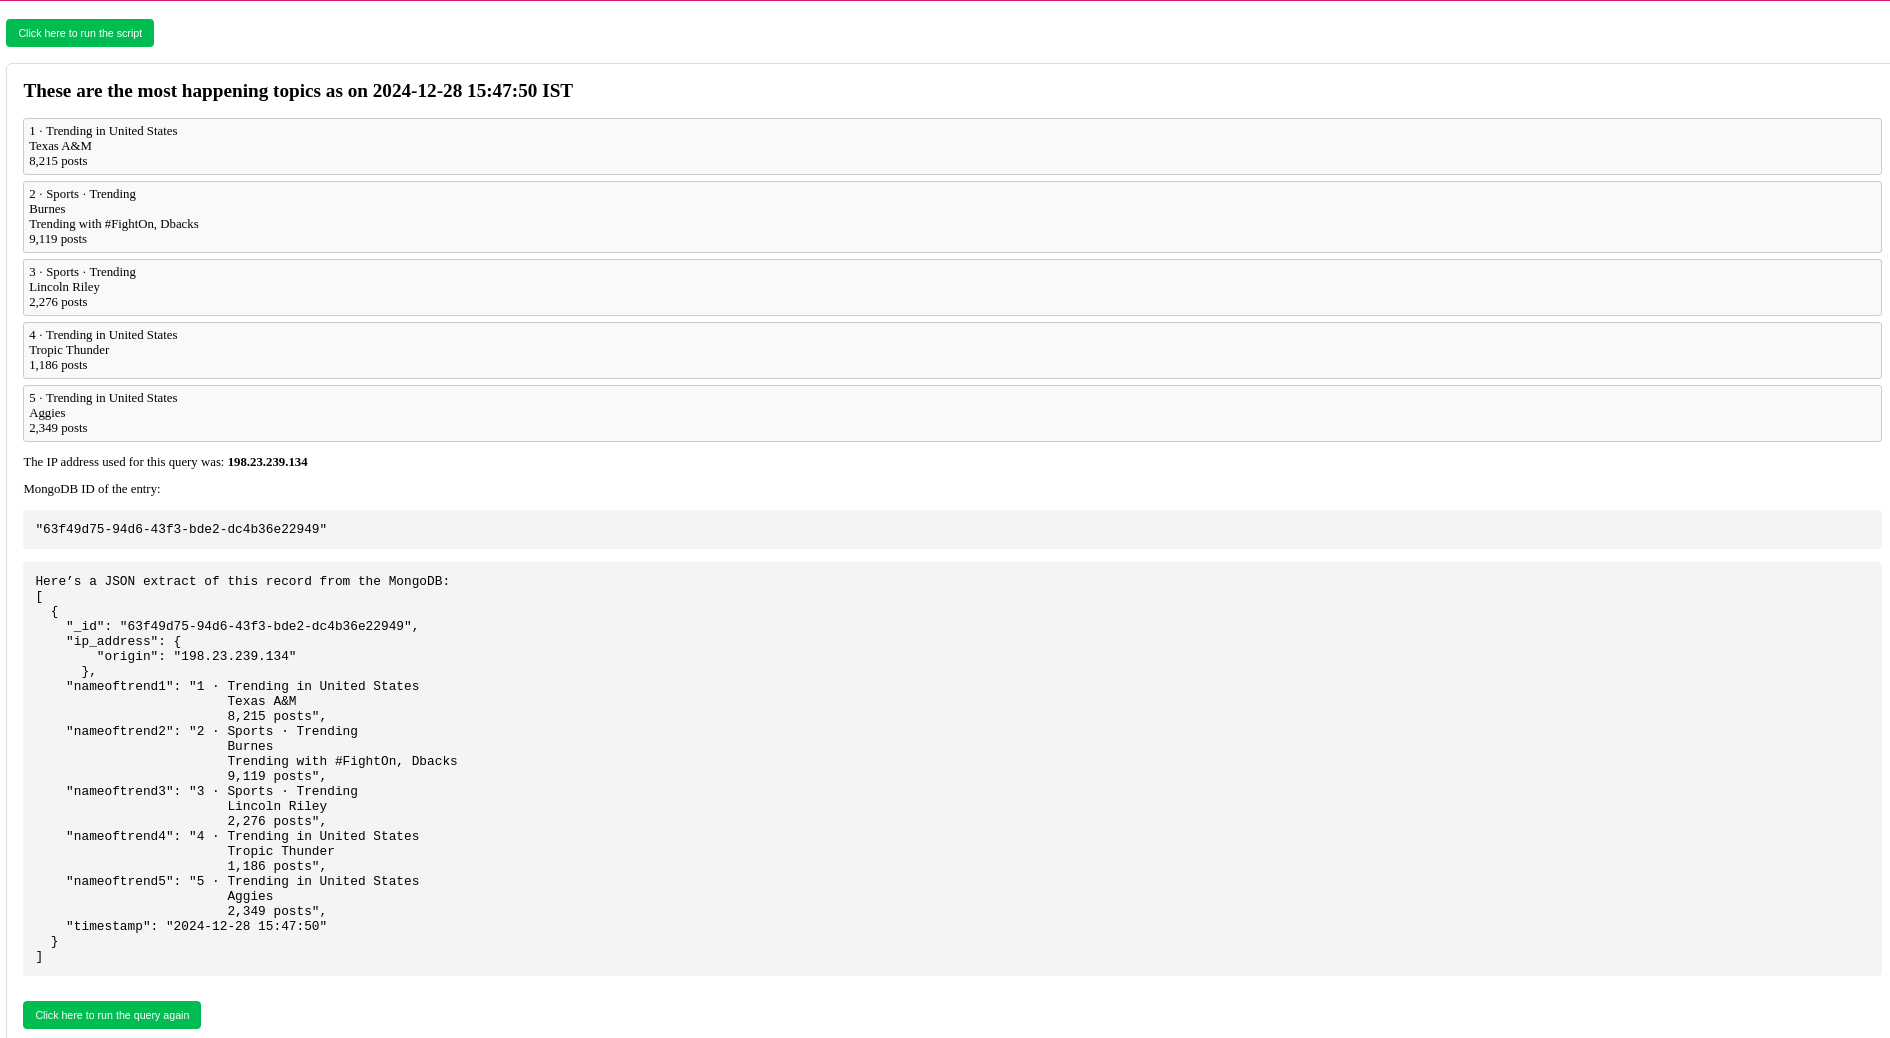 Click here to run the script
These are the most happening topics as on 2024-12-28 15:47:50 IST
1 · Trending in United States
Texas A&M
8,215 posts
2 · Sports · Trending
Burnes
Trending with #FightOn, Dbacks
9,119 posts
3 · Sports · Trending
Lincoln Riley
2,276 posts
4 · Trending in United States
Tropic Thunder
1,186 posts
5 · Trending in United States
Aggies
2,349 posts
The IP address used for this query was: 198.23.239.134
MongoDB ID of the entry:
"63f49d75-94d6-43f3-bde2-dc4b36e22949"
Here’s a JSON extract of this record from the MongoDB:
[
  {
    "_id": "63f49d75-94d6-43f3-bde2-dc4b36e22949",
    "ip_address": {
        "origin": "198.23.239.134"
      },
    "nameoftrend1": "1 · Trending in United States
                         Texas A&M
                         8,215 posts",
    "nameoftrend2": "2 · Sports · Trending
                         Burnes
                         Trending with #FightOn, Dbacks
                         9,119 posts",
    "nameoftrend3": "3 · Sports · Trending
                         Lincoln Riley
                         2,276 posts",
    "nameoftrend4": "4 · Trending in United States
                         Tropic Thunder
                         1,186 posts",
    "nameoftrend5": "5 · Trending in United States
                         Aggies
                         2,349 posts",
    "timestamp": "2024-12-28 15:47:50"
  }
]
Click here to run the query again